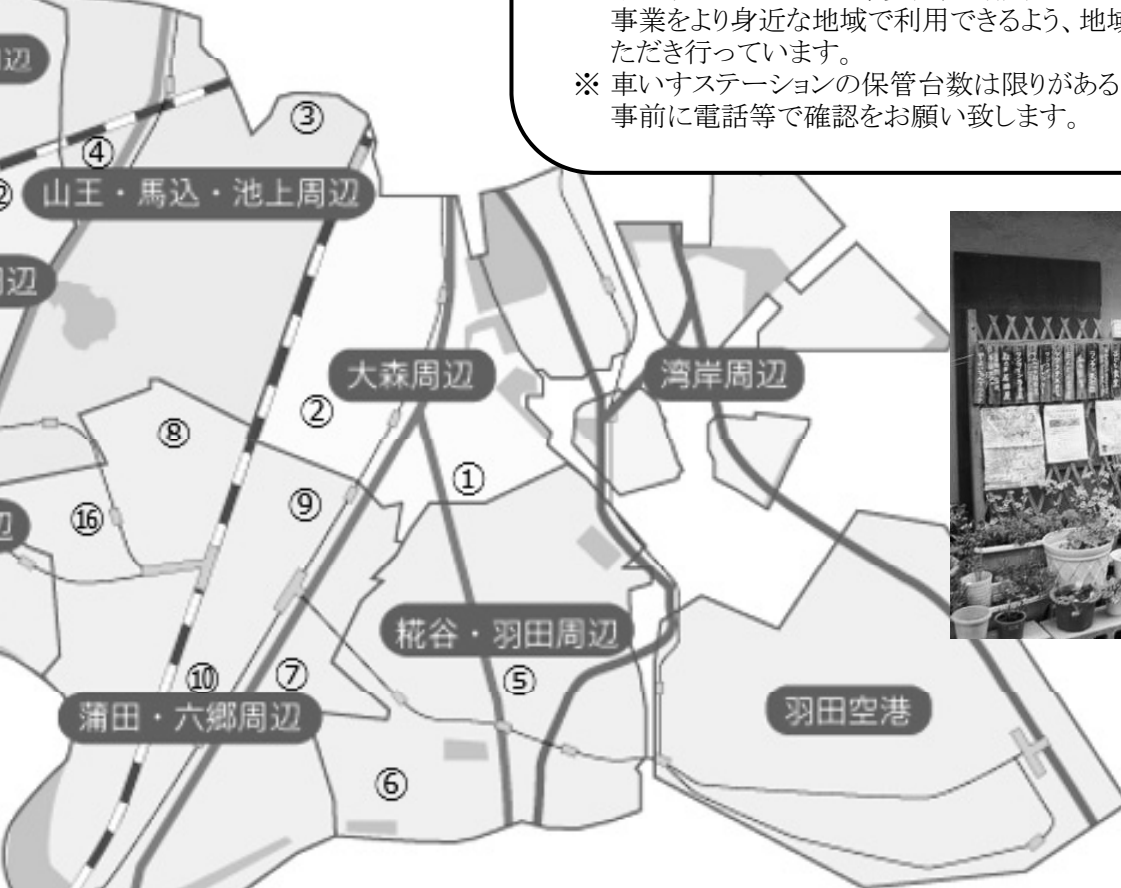 事業をより身近な地域で利用できるよう、地域
ただき行っています。
※ 車いすステーションの保管台数は限りがある
事前に電話等で確認をお願い致します。
辺
③
④
② 山王・馬込・池上周辺
周辺
大森周辺
湾岸周辺
②
⑧
①
⑨
⑯
辺
糀谷・羽田周辺
⑤
⑩ ⑦
蒲田・六郷周辺
羽田空港
⑥